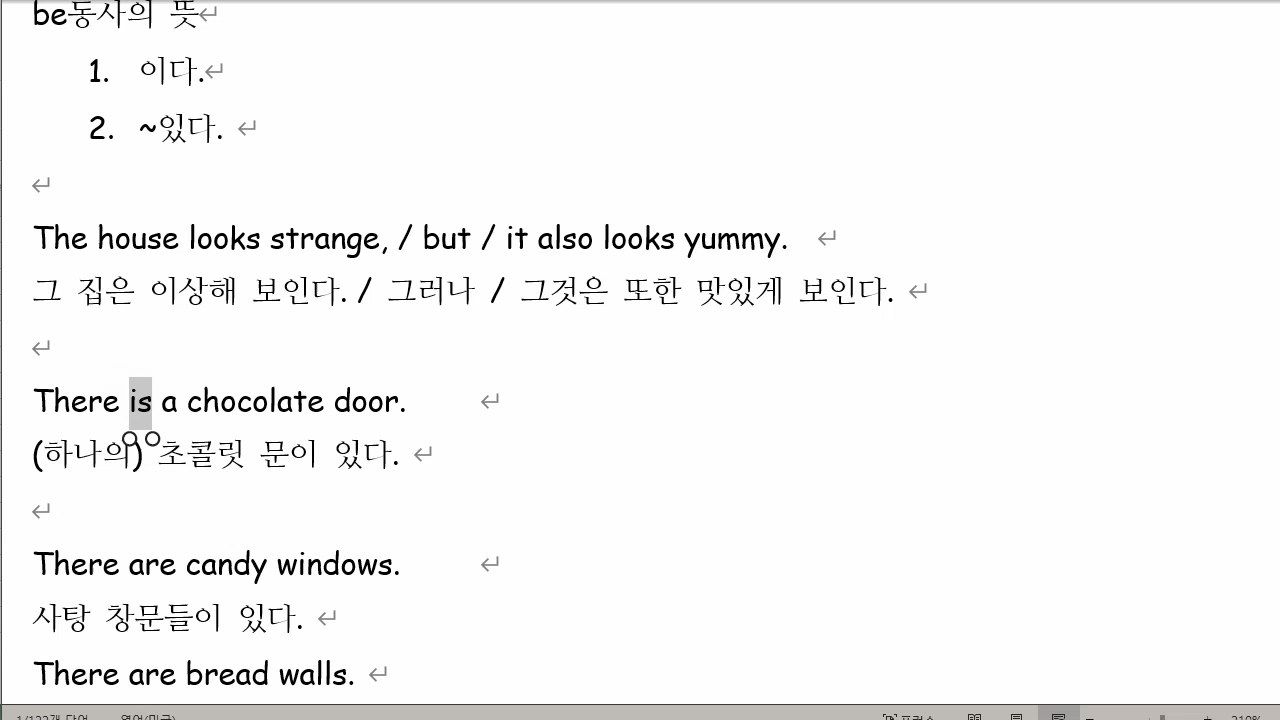 be동사의 뜻
1. 이다.
2. ~있다.
The house looks strange, / but / it also looks yummy.
그 집은 이상해 보인다. / 그러나 / 그것은 또한 맛있게 보인다.
There is a chocolate door.
(하나의) 초콜릿 문이 있다.
There are candy windows.
사탕 창문들이 있다.
There are bread walls.